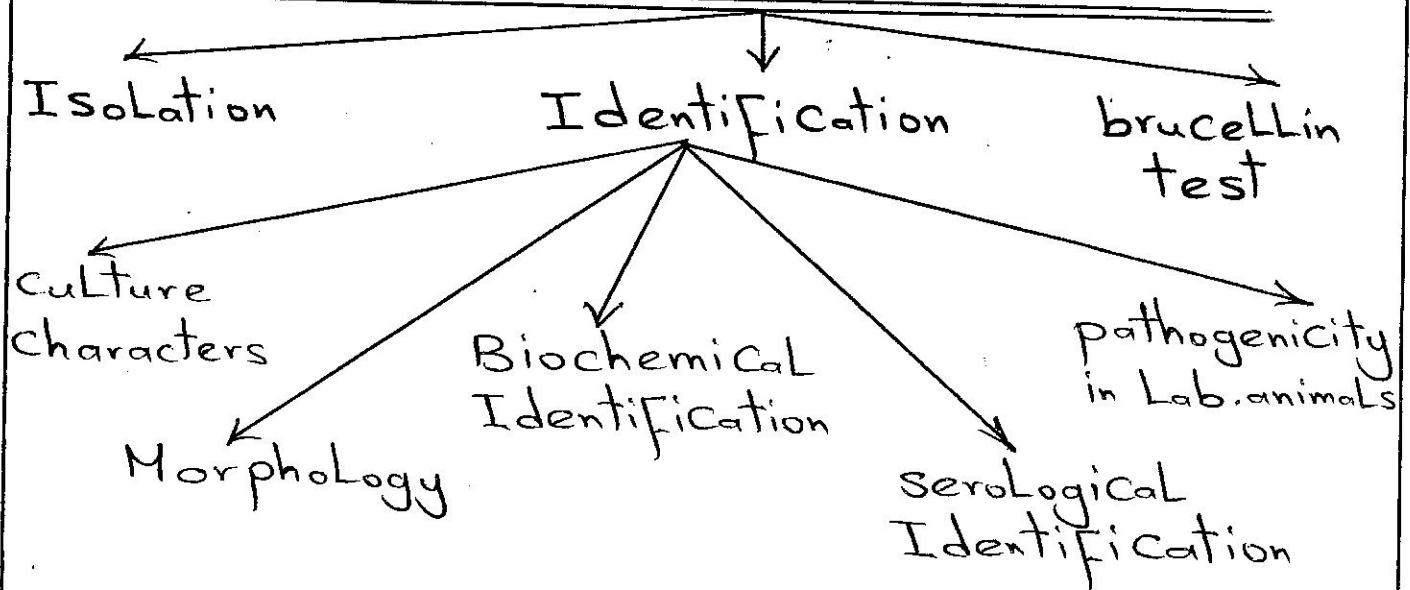 Isolation
Identification
brucellin
test
culture
characters
Morphology
Biochemical
Identification
serological
Identification
pathogenicity
in Lab.animals